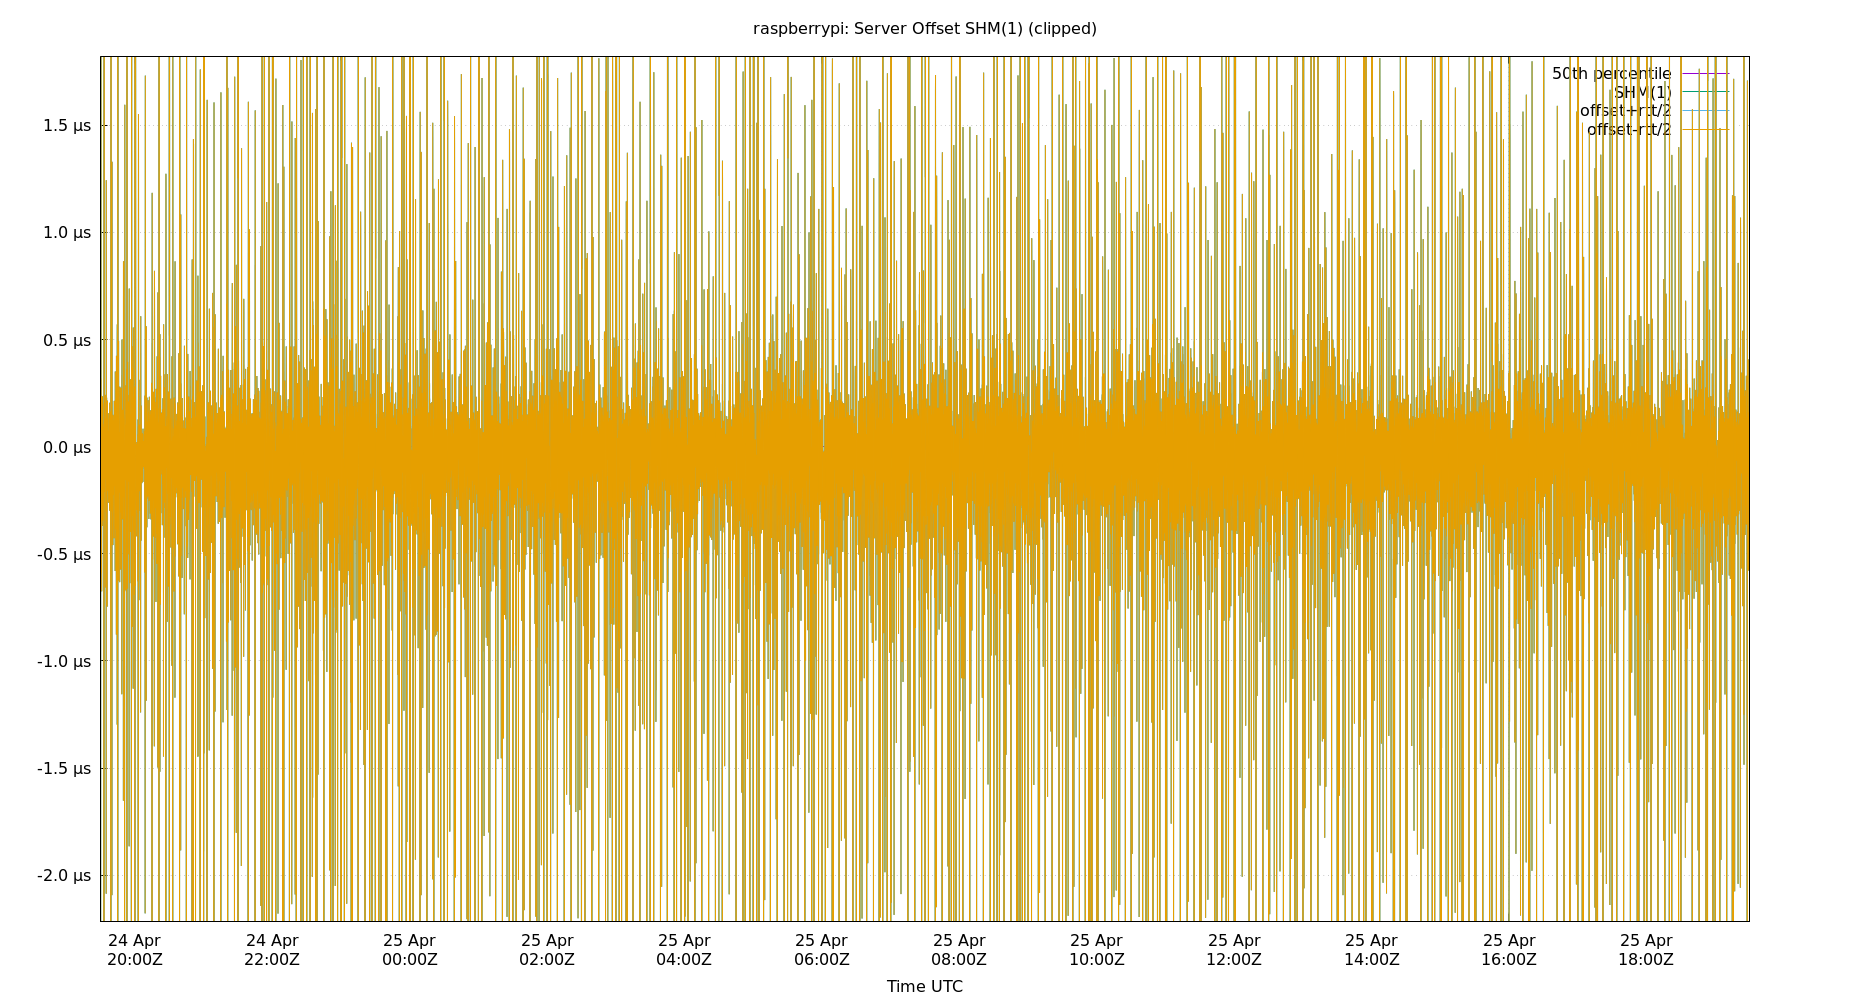 raspberrypi: Server Offset SHM(1) (clipped)
50th percentile
SHM(1)
offset+rtt/2
offset-rtt/2
1.5 µs
1.0 µs
0.5 µs
0.0 µs
-0.5 µs
-1.0 µs
-1.5 µs
-2.0 µs
24 Apr 24 Apr 25 Apr 25 Apr 25 Apr 25 Apr 25 Apr 25 Apr 25 Apr 25 Apr 25 Apr 25 Apr
20:00Z 22:00Z 00:00Z 02:00Z 04:00Z 06:00Z 08:00Z 10:00Z 12:00Z 14:00Z 16:00Z 18:00Z
Time UTC